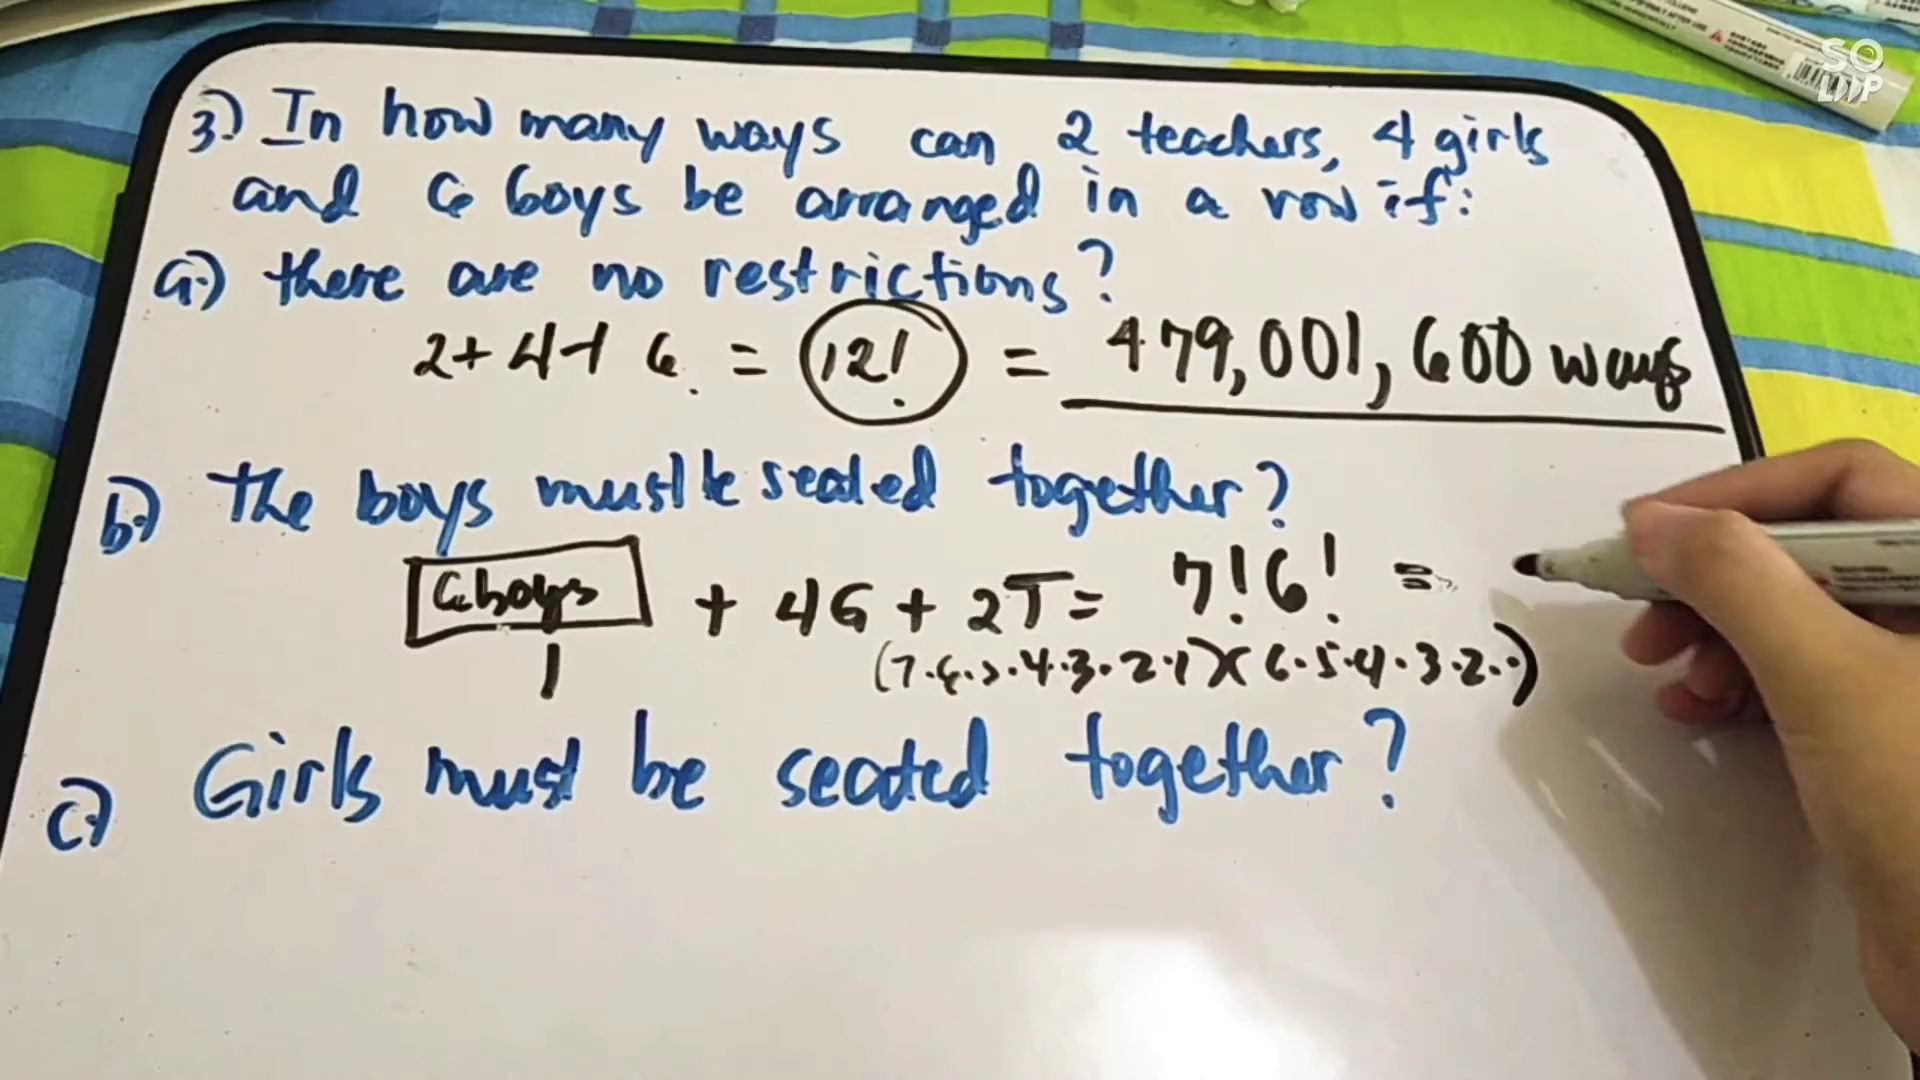 3.) In how many ways can 2 teachers, 4 girls
and 6 boys be arranged in a row if:
a.) there are no restrictions?
2 + 4 + 6 = 12! = 479,001,600 ways
b.) The boys must be seated together?
6 boys + 4G + 2T = 7! 6! =
1 (7·6·5·4·3·2·1)(6·5·4·3·2··)
c.) Girls must be seated together?
SO
LP